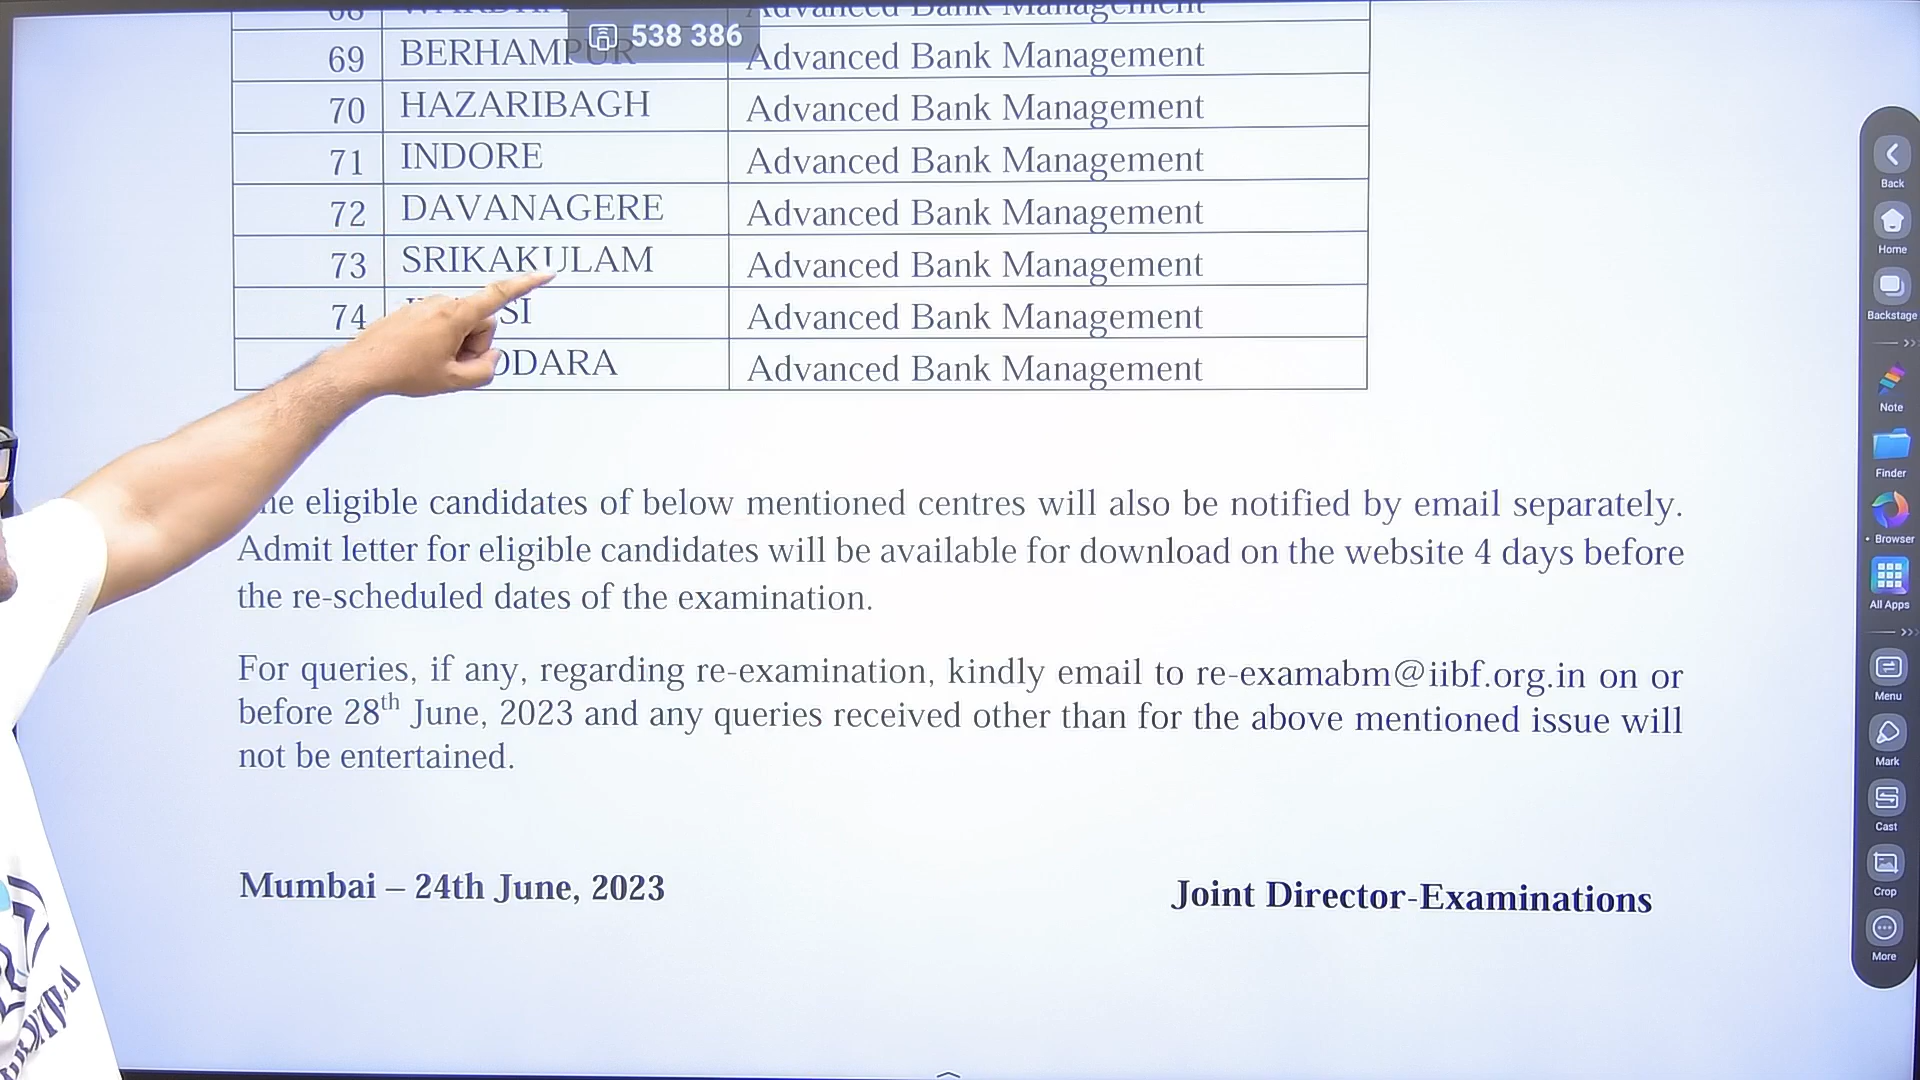 538 386
Advanced Bank Management
69 BERHAMPUR Advanced Bank Management
70 HAZARIBAGH Advanced Bank Management
71 INDORE Advanced Bank Management
72 DAVANAGERE Advanced Bank Management
73 SRIKAKULAM Advanced Bank Management
74 Advanced Bank Management
Advanced Bank Management
eligible candidates of below mentioned centres will also be notified by email separately.
Admit letter for eligible candidates will be available for download on the website 4 days before
the re-scheduled dates of the examination.
For queries, if any, regarding re-examination, kindly email to re-examabm@iibf.org.in on or
before 28th June, 2023 and any queries received other than for the above mentioned issue will
not be entertained.
Mumbai – 24th June, 2023 Joint Director-Examinations
Back
Home
Backstage
Note
Finder
Browser
All Apps
Menu
Mark
Cast
Crop
More